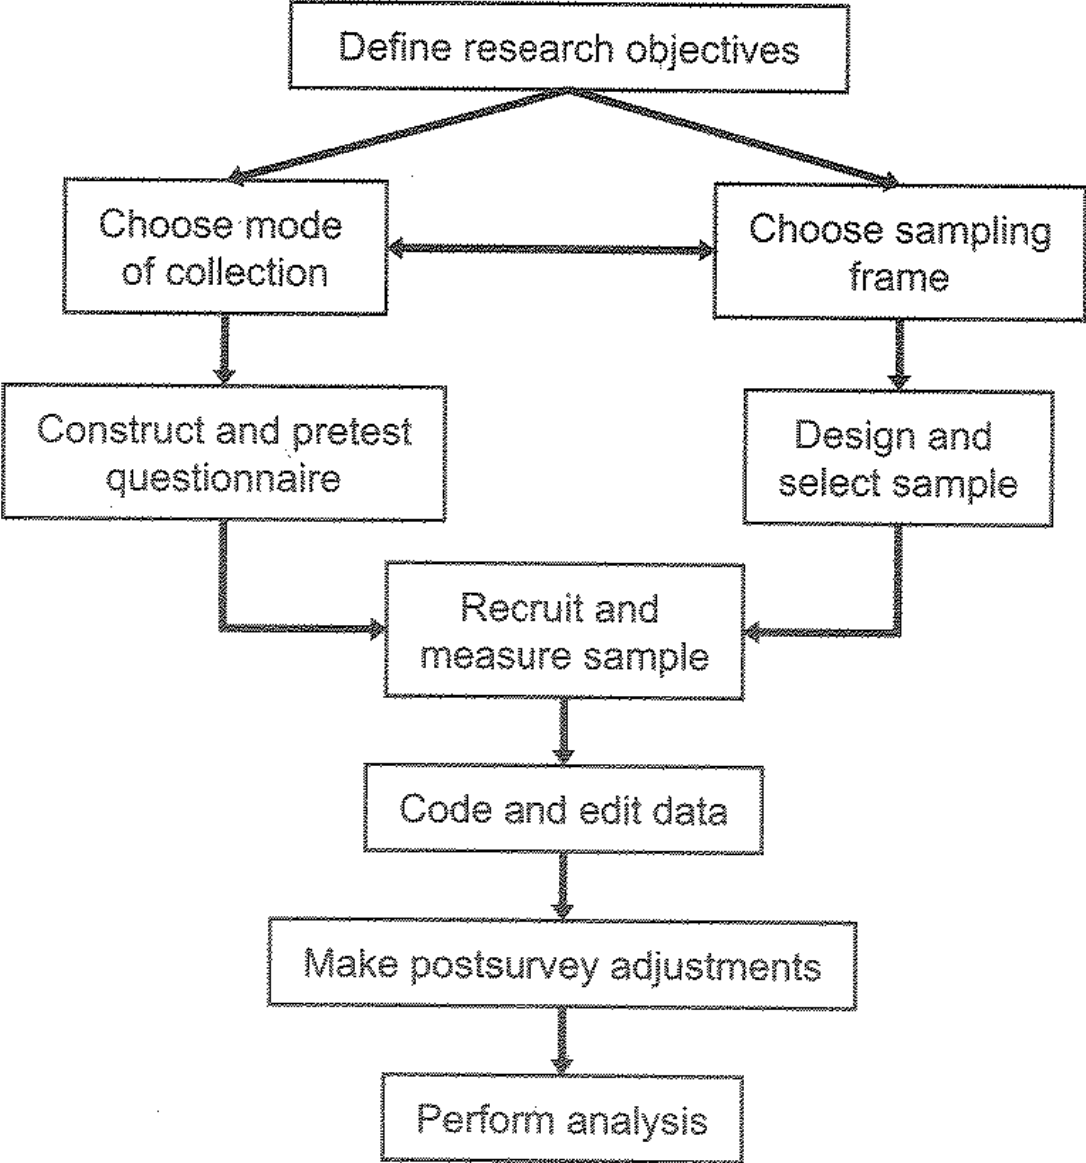 Define research objectives
Choose mode
of collection
Choose sampling
frame
Construct and pretest
questionnaire
Design and
select sample
Recruit and
measure sample
Code and edit data
Make postsurvey adjustments
Perform analysis